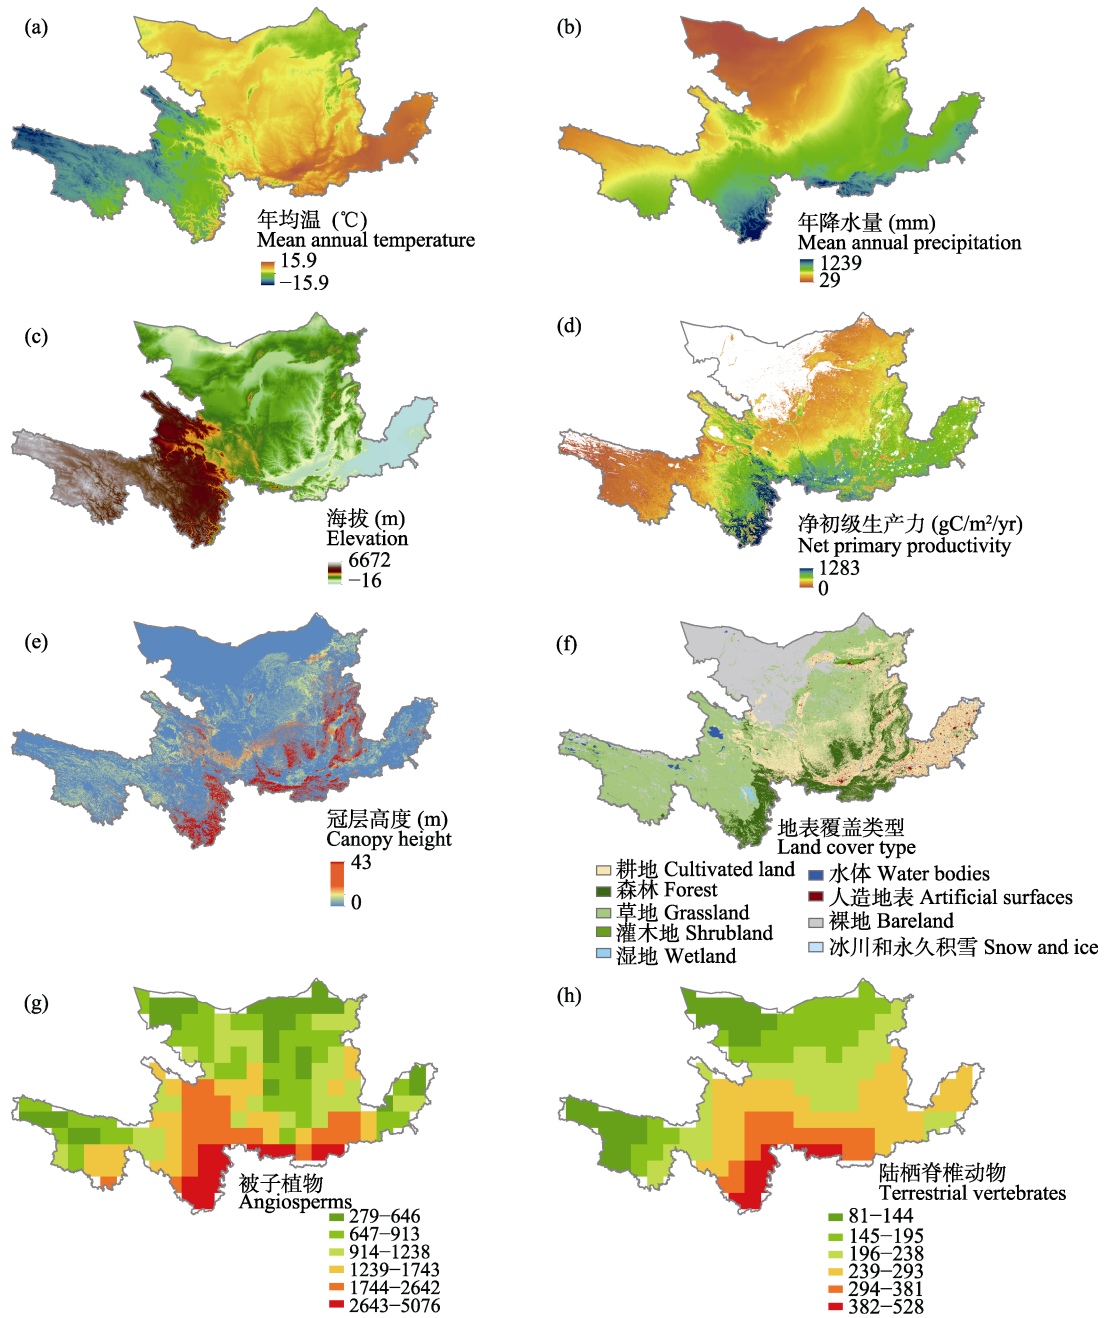 (a)
年均温 (℃)
Mean annual temperature
15.9
−15.9
(b)
年降水量 (mm)
Mean annual precipitation
1239
29
(c)
海拔 (m)
Elevation
6672
−16
(d)
净初级生产力 (gC/m²/yr)
Net primary productivity
1283
0
(e)
冠层高度 (m)
Canopy height
43
0
(f)
地表覆盖类型
Land cover type
耕地 Cultivated land
森林 Forest
草地 Grassland
灌木地 Shrubland
湿地 Wetland
水体 Water bodies
人造地表 Artificial surfaces
裸地 Bareland
冰川和永久积雪 Snow and ice
(g)
被子植物
Angiosperms
279−646
647−913
914−1238
1239−1743
1744−2642
2643−5076
(h)
陆栖脊椎动物
Terrestrial vertebrates
81−144
145−195
196−238
239−293
294−381
382−528